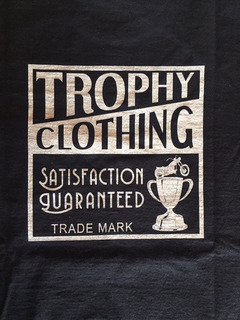 TROPHY
CLOTHING
SATISFACTION
GUARANTEED
TRADE MARK